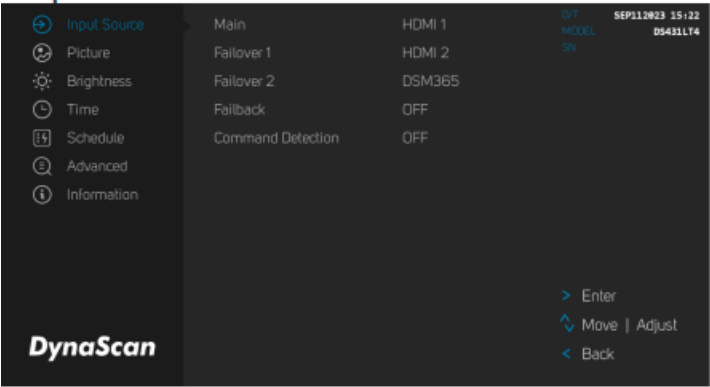 Input Source
Picture
Brightness
Time
Schedule
Advanced
Information
DynaScan
Main HDMI 1
Failover 1 HDMI 2
Failover 2 DSM365
Failback OFF
Command Detection OFF
O/T SEP112023 15:22
MODEL DS431LT4
SN
> Enter
Move | Adjust
< Back